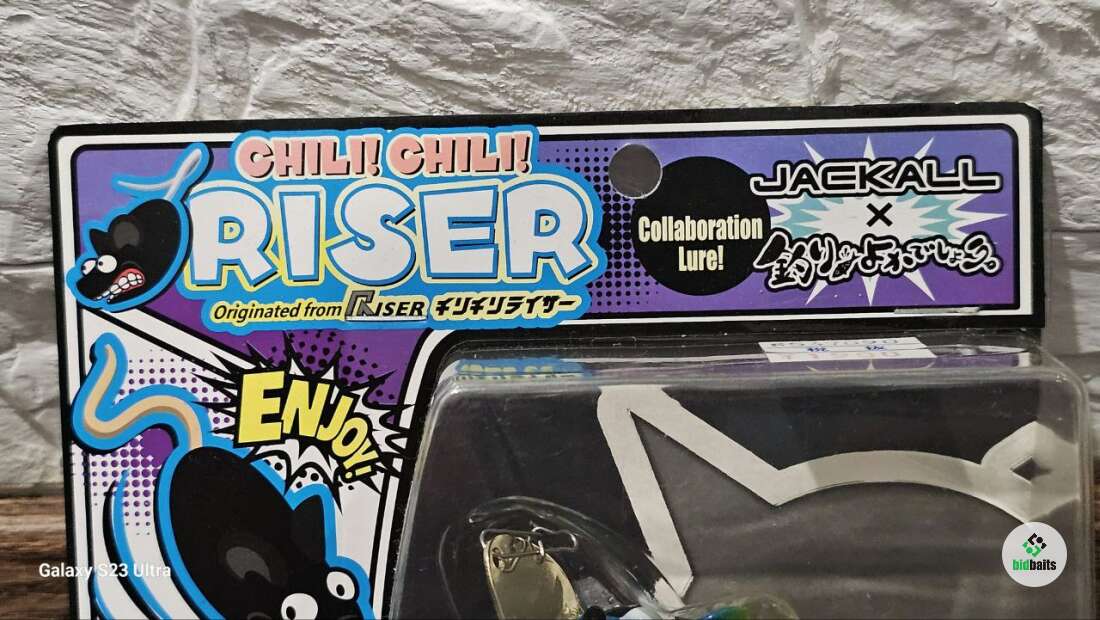 CHILI! CHILI!
RISER
Originated from RISER チリチリライサー
Collaboration
Lure!
JACKALL
×
釣りよかでしょう。
ENJOY!
Galaxy S23 Ultra
bidbaits